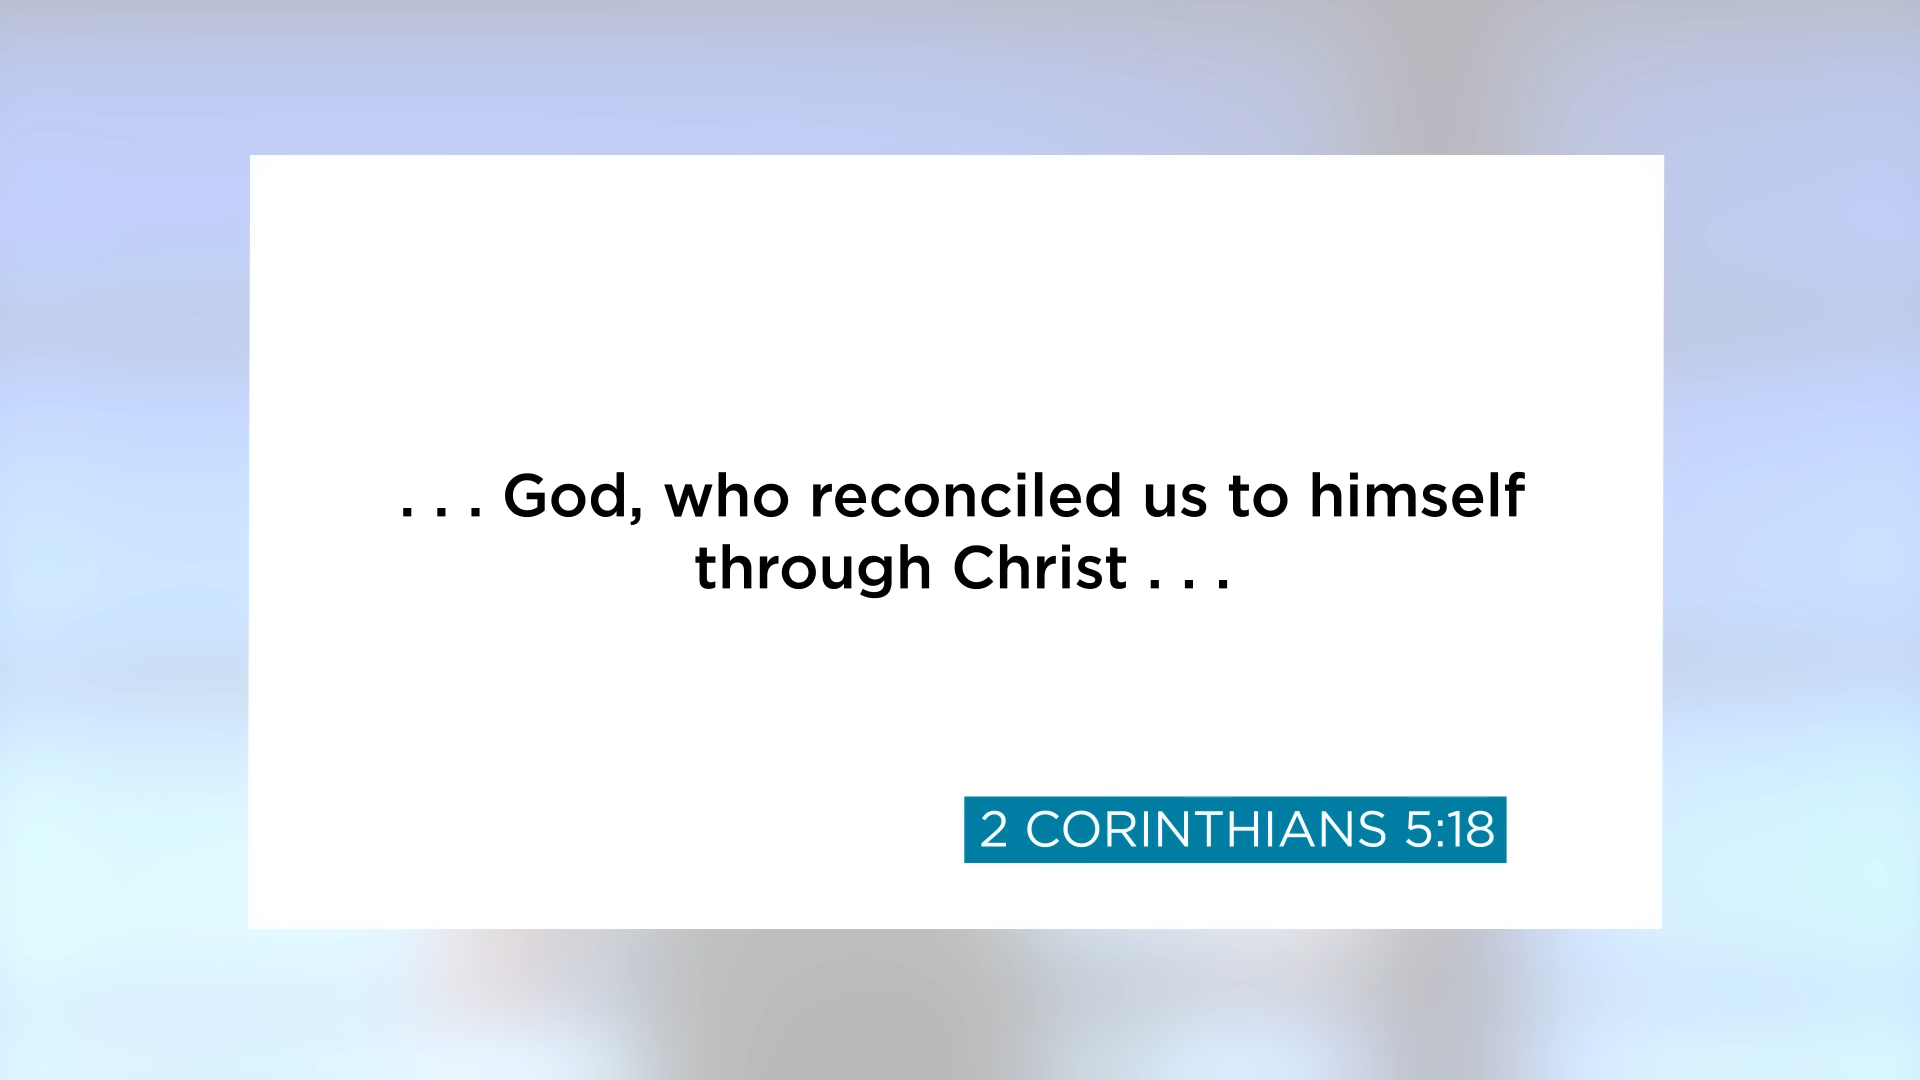 . . . God, who reconciled us to himself
through Christ . . .
2 CORINTHIANS 5:18